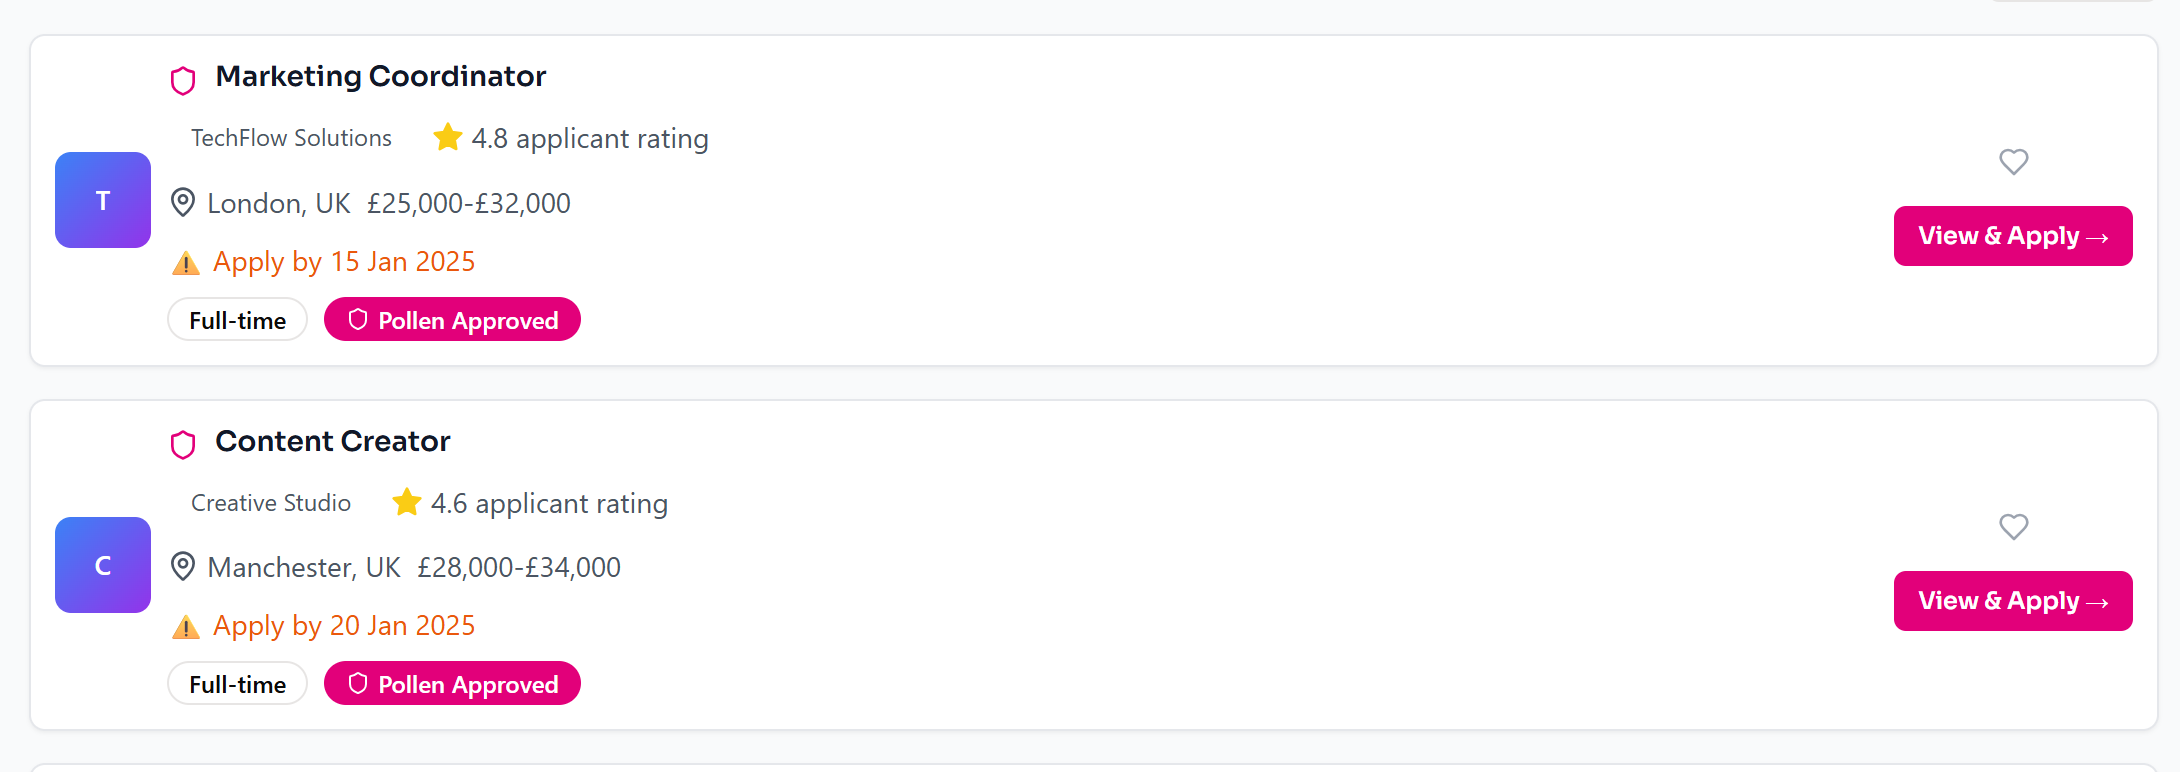 Marketing Coordinator
TechFlow Solutions 4.8 applicant rating
T
London, UK £25,000-£32,000
Apply by 15 Jan 2025
Full-time Pollen Approved
View & Apply →
Content Creator
Creative Studio 4.6 applicant rating
C
Manchester, UK £28,000-£34,000
Apply by 20 Jan 2025
Full-time Pollen Approved
View & Apply →